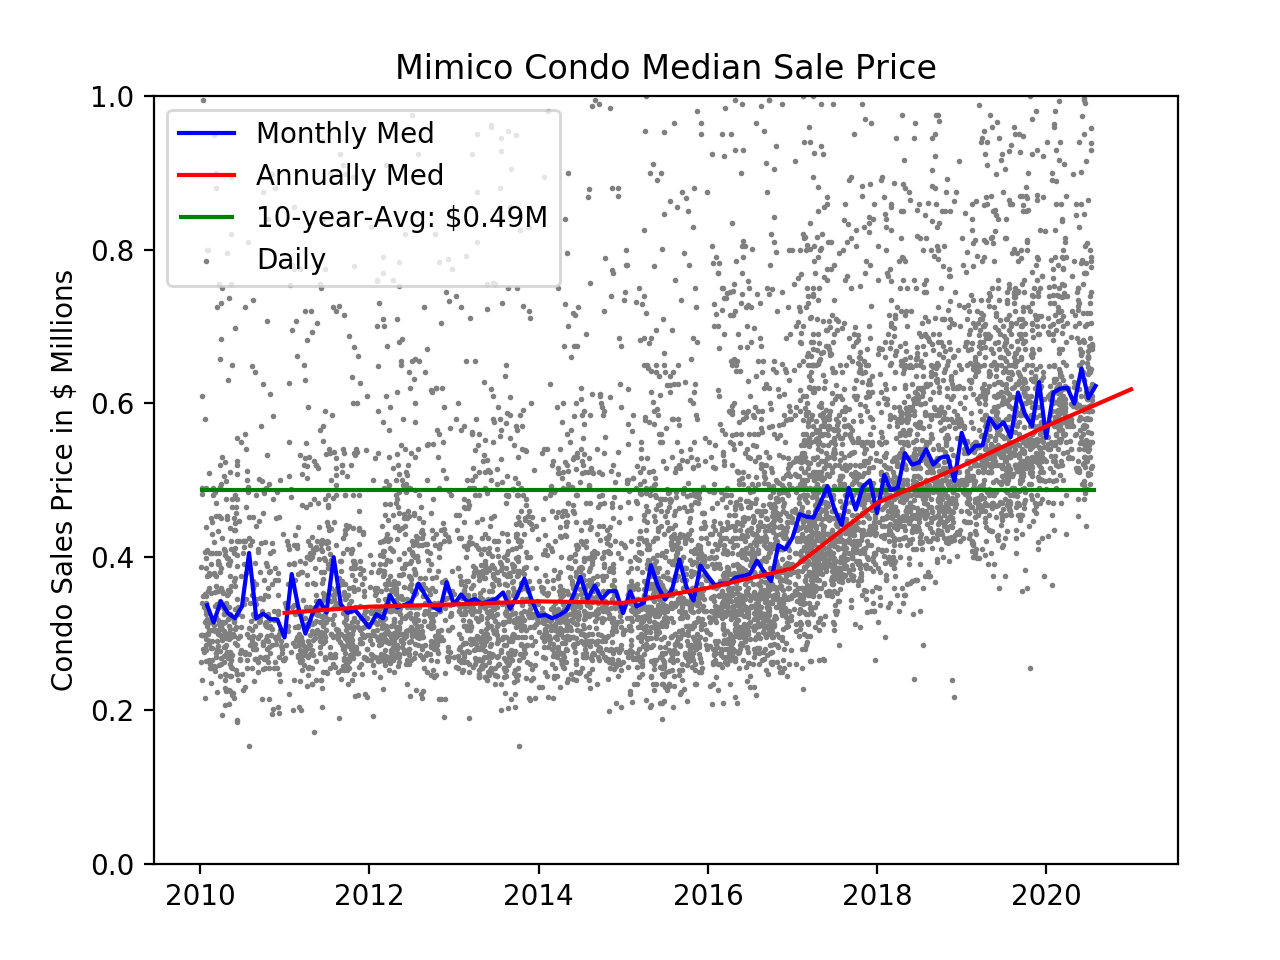 Mimico Condo Median Sale Price
Condo Sales Price in $ Millions
1.0
0.8
0.6
0.4
0.2
0.0
Monthly Med
Annually Med
10-year-Avg: $0.49M
Daily
2010 2012 2014 2016 2018 2020